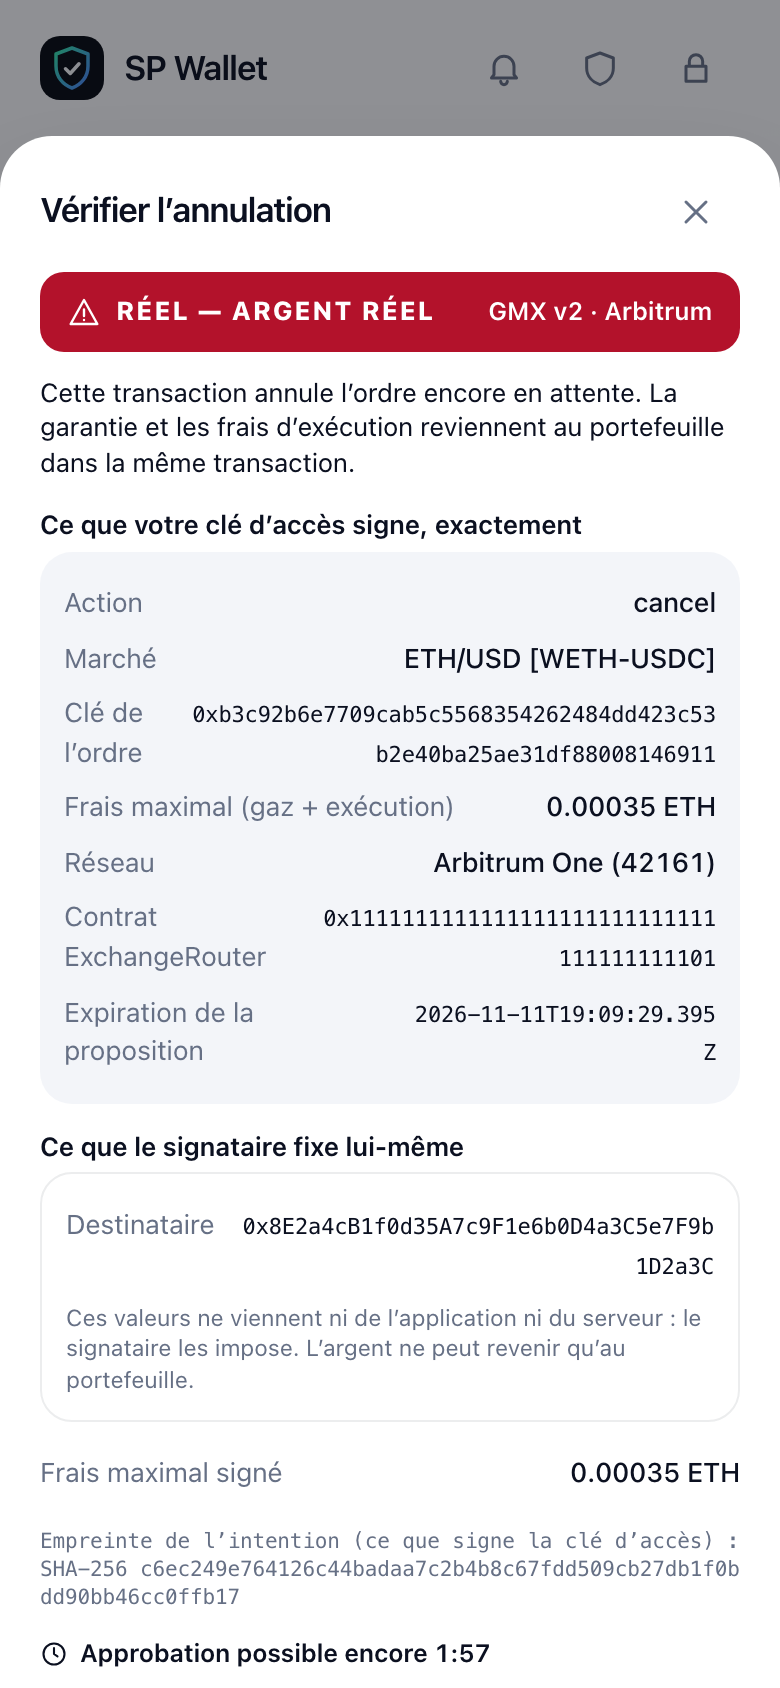 SP Wallet
Vérifier l’annulation
RÉEL — ARGENT RÉEL GMX v2 · Arbitrum
Cette transaction annule l’ordre encore en attente. La
garantie et les frais d’exécution reviennent au portefeuille
dans la même transaction.
Ce que votre clé d’accès signe, exactement
Action cancel
Marché ETH/USD [WETH-USDC]
Clé de 0xb3c92b6e7709cab5c5568354262484dd423c53
l’ordre b2e40ba25ae31df88008146911
Frais maximal (gaz + exécution) 0.00035 ETH
Réseau Arbitrum One (42161)
Contrat 0x1111111111111111111111111111
ExchangeRouter 111111111101
Expiration de la 2026-11-11T19:09:29.395
proposition Z
Ce que le signataire fixe lui-même
Destinataire 0x8E2a4cB1f0d35A7c9F1e6b0D4a3C5e7F9b
1D2a3C
Ces valeurs ne viennent ni de l’application ni du serveur : le
signataire les impose. L’argent ne peut revenir qu’au
portefeuille.
Frais maximal signé 0.00035 ETH
Empreinte de l’intention (ce que signe la clé d’accès) :
SHA-256 c6ec249e764126c44badaa7c2b4b8c67fdd509cb27db1f0b
dd90bb46cc0ffb17
Approbation possible encore 1:57